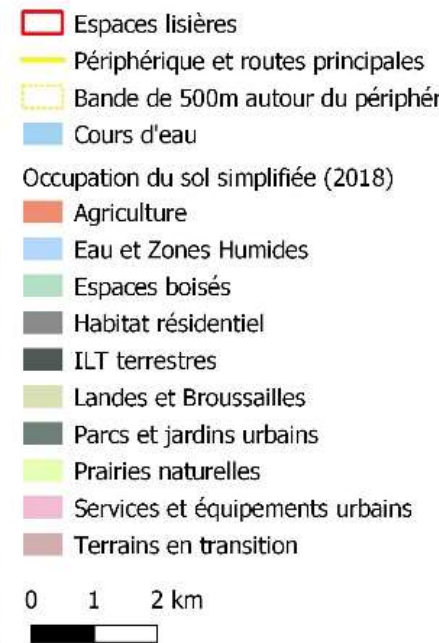 Espaces lisières
Périphérique et routes principales
Bande de 500m autour du périphér
Cours d'eau
Occupation du sol simplifiée (2018)
Agriculture
Eau et Zones Humides
Espaces boisés
Habitat résidentiel
ILT terrestres
Landes et Broussailles
Parcs et jardins urbains
Prairies naturelles
Services et équipements urbains
Terrains en transition
0 1 2 km